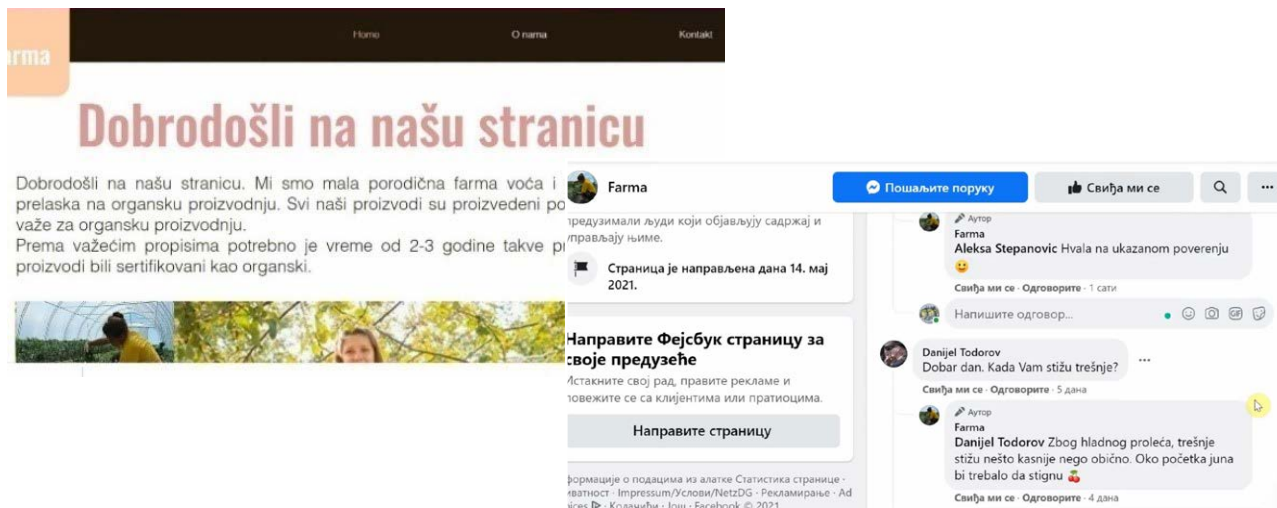 Home O nama Kontakt
arma
Dobrodošli na našu stranicu
Dobrodošli na našu stranicu. Mi smo mala porodična farma voća i
prelaska na organsku proizvodnju. Svi naši proizvodi su proizvedeni po
važe za organsku proizvodnju.
Prema važećim propisima potrebno je vreme od 2-3 godine takve
proizvodi bili sertifikovani kao organski.
Farma
Пошаљите поруку
Свиђа ми се
предузимали људи који објављују садржај и
управљају њиме.
Страница је направљена дана 14. мај
2021.
Направите Фејсбук страницу за
своје предузеће
Истакните свој рад, правите рекламе и
повежите се са клијентима или пратиоцима.
Направите страницу
формације о подацима из алатке Статистика странице ·
иватност · Impressum/Услови/NetzDG · Рекламирање · Ad
ices · Колачићи · Још · Facebook © 2021
Аутор
Farma
Aleksa Stepanovic Hvala na ukazanom poverenju
Свиђа ми се · Одговорите · 1 сати
Напишите одговор...
GIF
Danijel Todorov
Dobar dan. Kada Vam stižu trešnje?
Свиђа ми се · Одговорите · 5 дана
Аутор
Farma
Danijel Todorov Zbog hladnog proleća, trešnje
stižu nešto kasnije nego obično. Oko početka juna
bi trebalo da stignu
Свиђа ми се · Одговорите · 4 дана